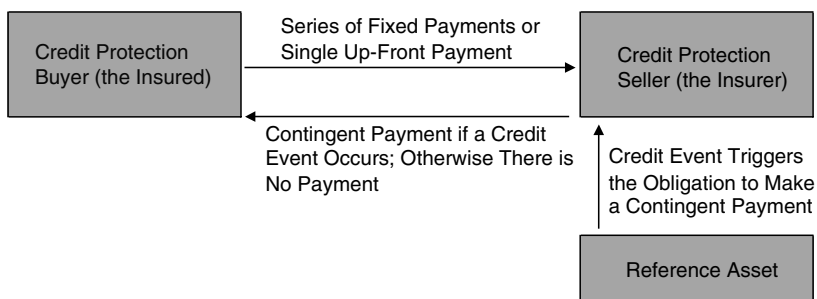 Credit Protection
Buyer (the Insured)
Series of Fixed Payments or
Single Up-Front Payment
Credit Protection
Seller (the Insurer)
Contingent Payment if a Credit
Event Occurs; Otherwise There is
No Payment
Credit Event Triggers
the Obligation to Make
a Contingent Payment
Reference Asset